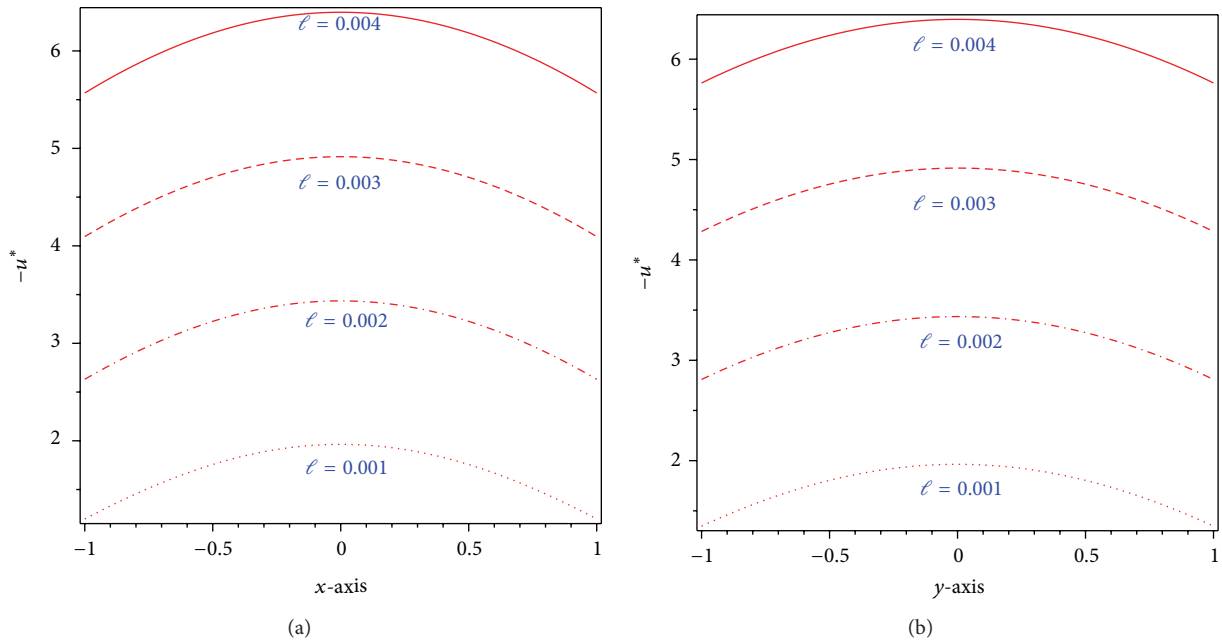 6
5
4
3
2
−u*
ℓ = 0.004
ℓ = 0.003
ℓ = 0.002
ℓ = 0.001
−1
−0.5
0
0.5
1
x-axis
(a)
6
5
4
3
2
−u*
ℓ = 0.004
ℓ = 0.003
ℓ = 0.002
ℓ = 0.001
−1
−0.5
0
0.5
1
y-axis
(b)